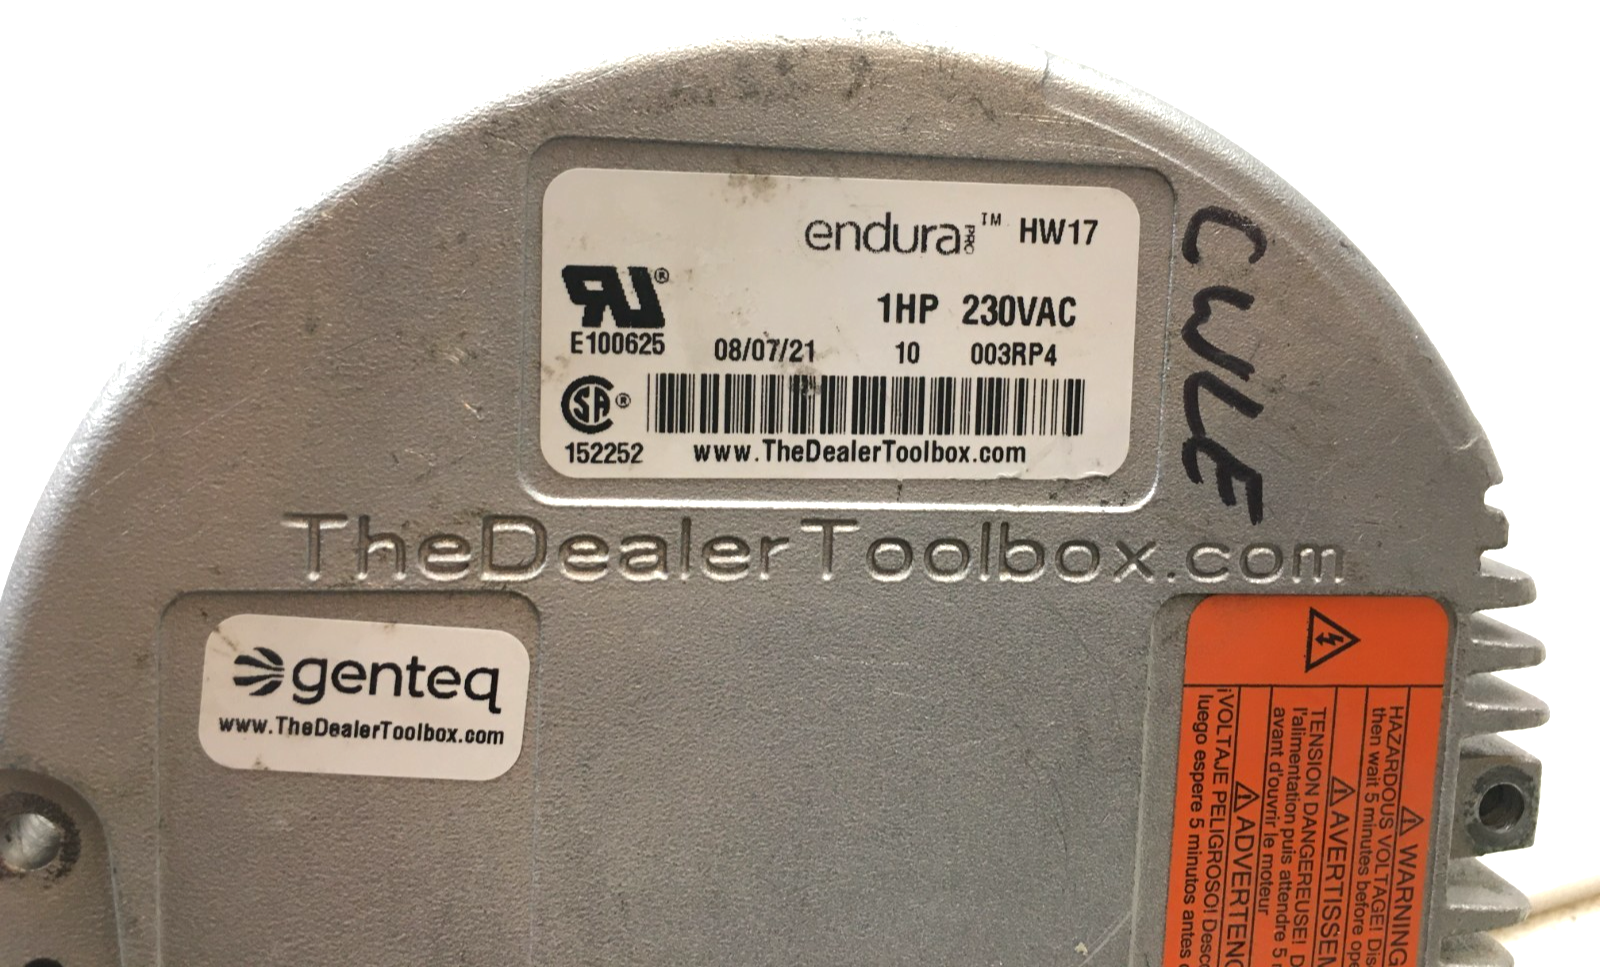 endura PRO™ HW17
1HP 230VAC
E100625 08/07/21 10 003RP4
SA®
152252 www.TheDealerToolbox.com
CWLE
TheDealerToolbox.com
genteq
www.TheDealerToolbox.com
⚠ WARNING
HAZARDOUS VOLTAGE!
then wait 5 minutes before
⚠
TENSION DANGEREUSE!
l'alimentation puis attendre 5
avant d'ouvrir le moteur
⚠
¡VOLTAJE PELIGROSO!
luego espere 5 minutos antes